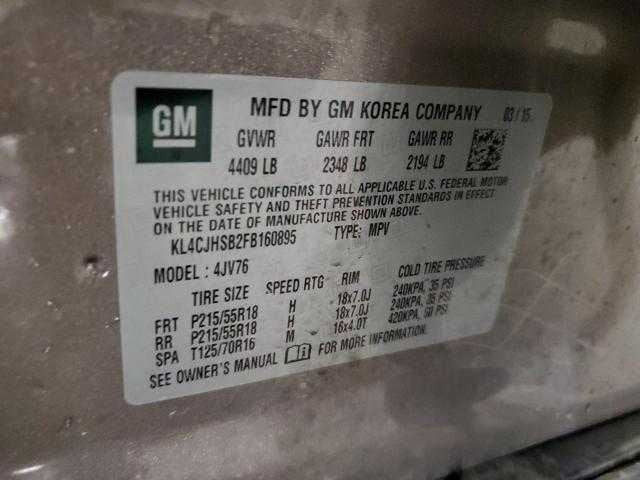 GM
MFD BY GM KOREA COMPANY 03/15
GVWR GAWR FRT GAWR RR
4409 LB 2348 LB 2194 LB
THIS VEHICLE CONFORMS TO ALL APPLICABLE U.S. FEDERAL MOTOR
VEHICLE SAFETY AND THEFT PREVENTION STANDARDS IN EFFECT
ON THE DATE OF MANUFACTURE SHOWN ABOVE.
KL4CJHSB2FB160895 TYPE: MPV
MODEL : 4JV76
TIRE SIZE SPEED RTG RIM COLD TIRE PRESSURE
FRT P215/55R18 H 18x7.0J 240KPA, 35 PSI
RR P215/55R18 H 18x7.0J 240KPA, 35 PSI
SPA T125/70R16 M 16x4.0T 420KPA, 60 PSI
SEE OWNER'S MANUAL FOR MORE INFORMATION